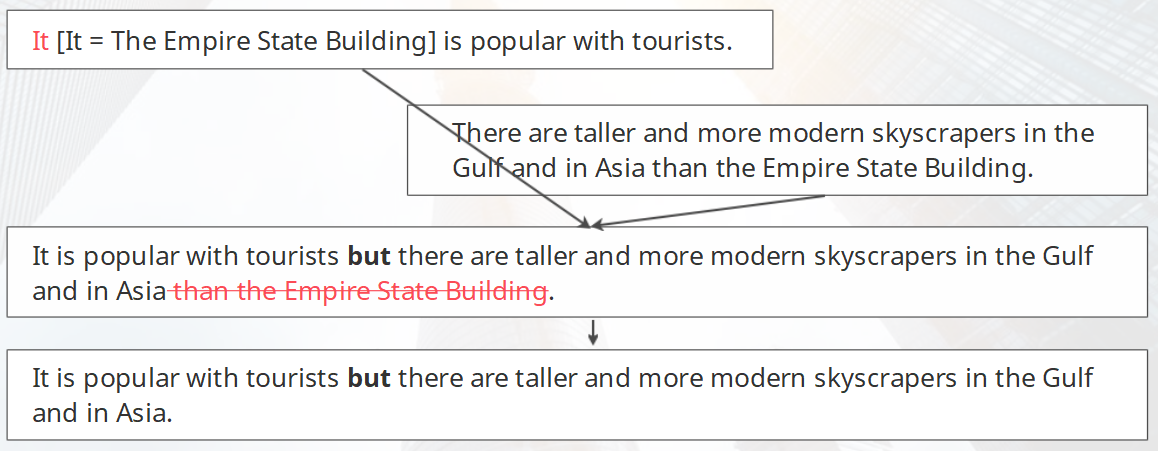 It [It = The Empire State Building] is popular with tourists.
There are taller and more modern skyscrapers in the
Gulf and in Asia than the Empire State Building.
It is popular with tourists but there are taller and more modern skyscrapers in the Gulf
and in Asia than the Empire State Building.
It is popular with tourists but there are taller and more modern skyscrapers in the Gulf
and in Asia.